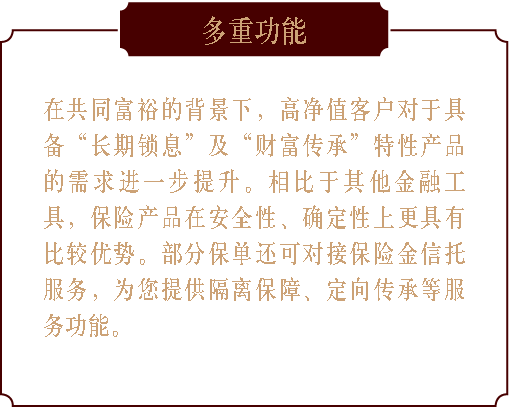 多重功能
在共同富裕的背景下，高净值客户对于具
备“长期锁息”及“财富传承”特性产品
的需求进一步提升。相比于其他金融工
具，保险产品在安全性、确定性上更具有
比较优势。部分保单还可对接保险金信托
服务，为您提供隔离保障、定向传承等服
务功能。